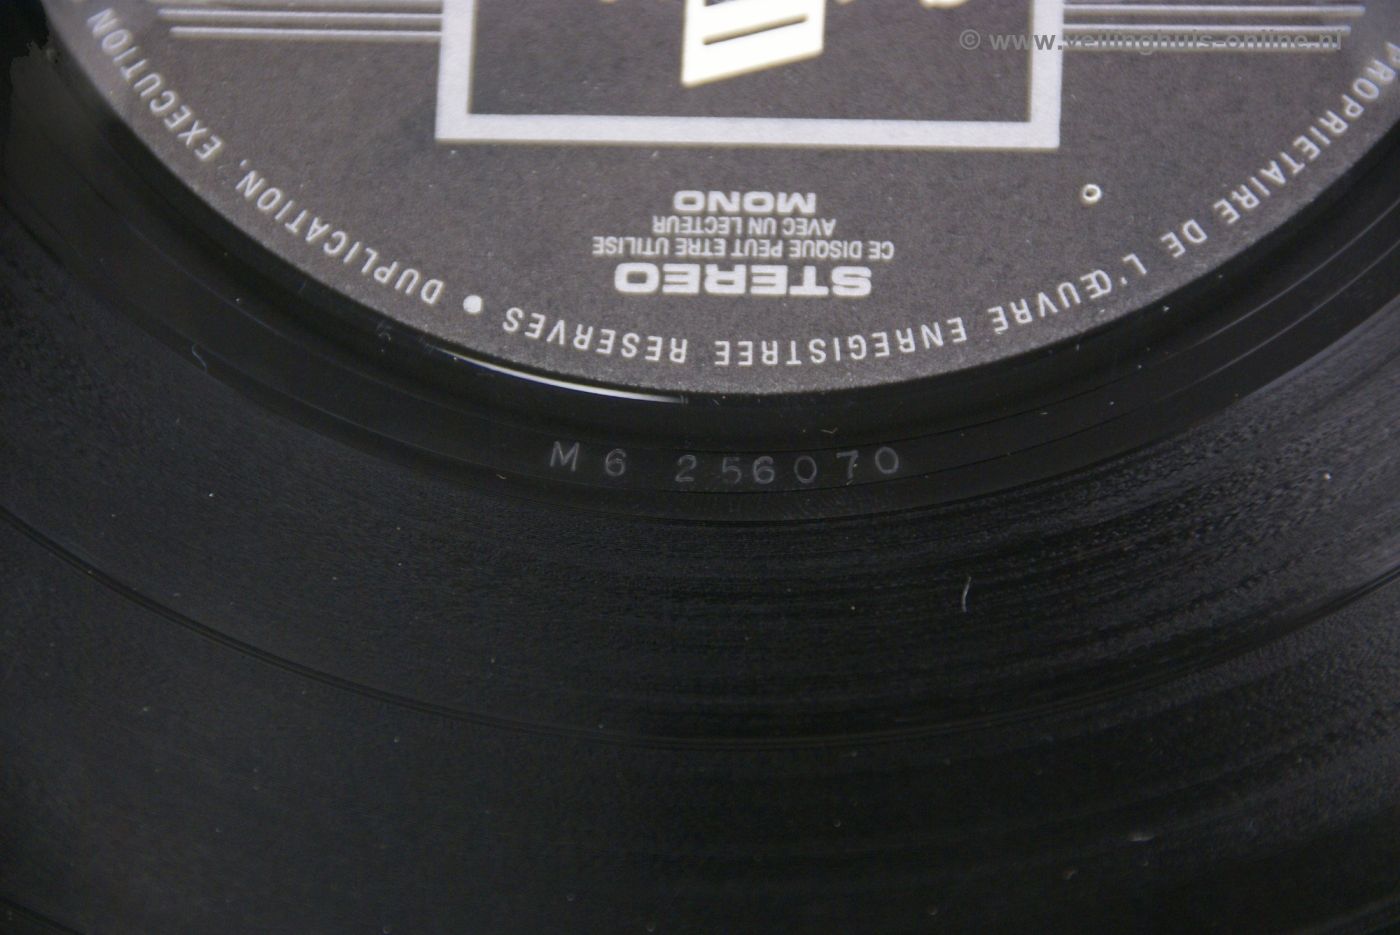 © www.veilinghuis-online.nl
MONO
AVEC UN LECTEUR
CE DISQUE PEUT ETRE UTILISE
STEREO
PROPRIETAIRE DE L'ŒUVRE ENREGISTREE RESERVES • DUPLICATION, EXECUTION
M6 256070